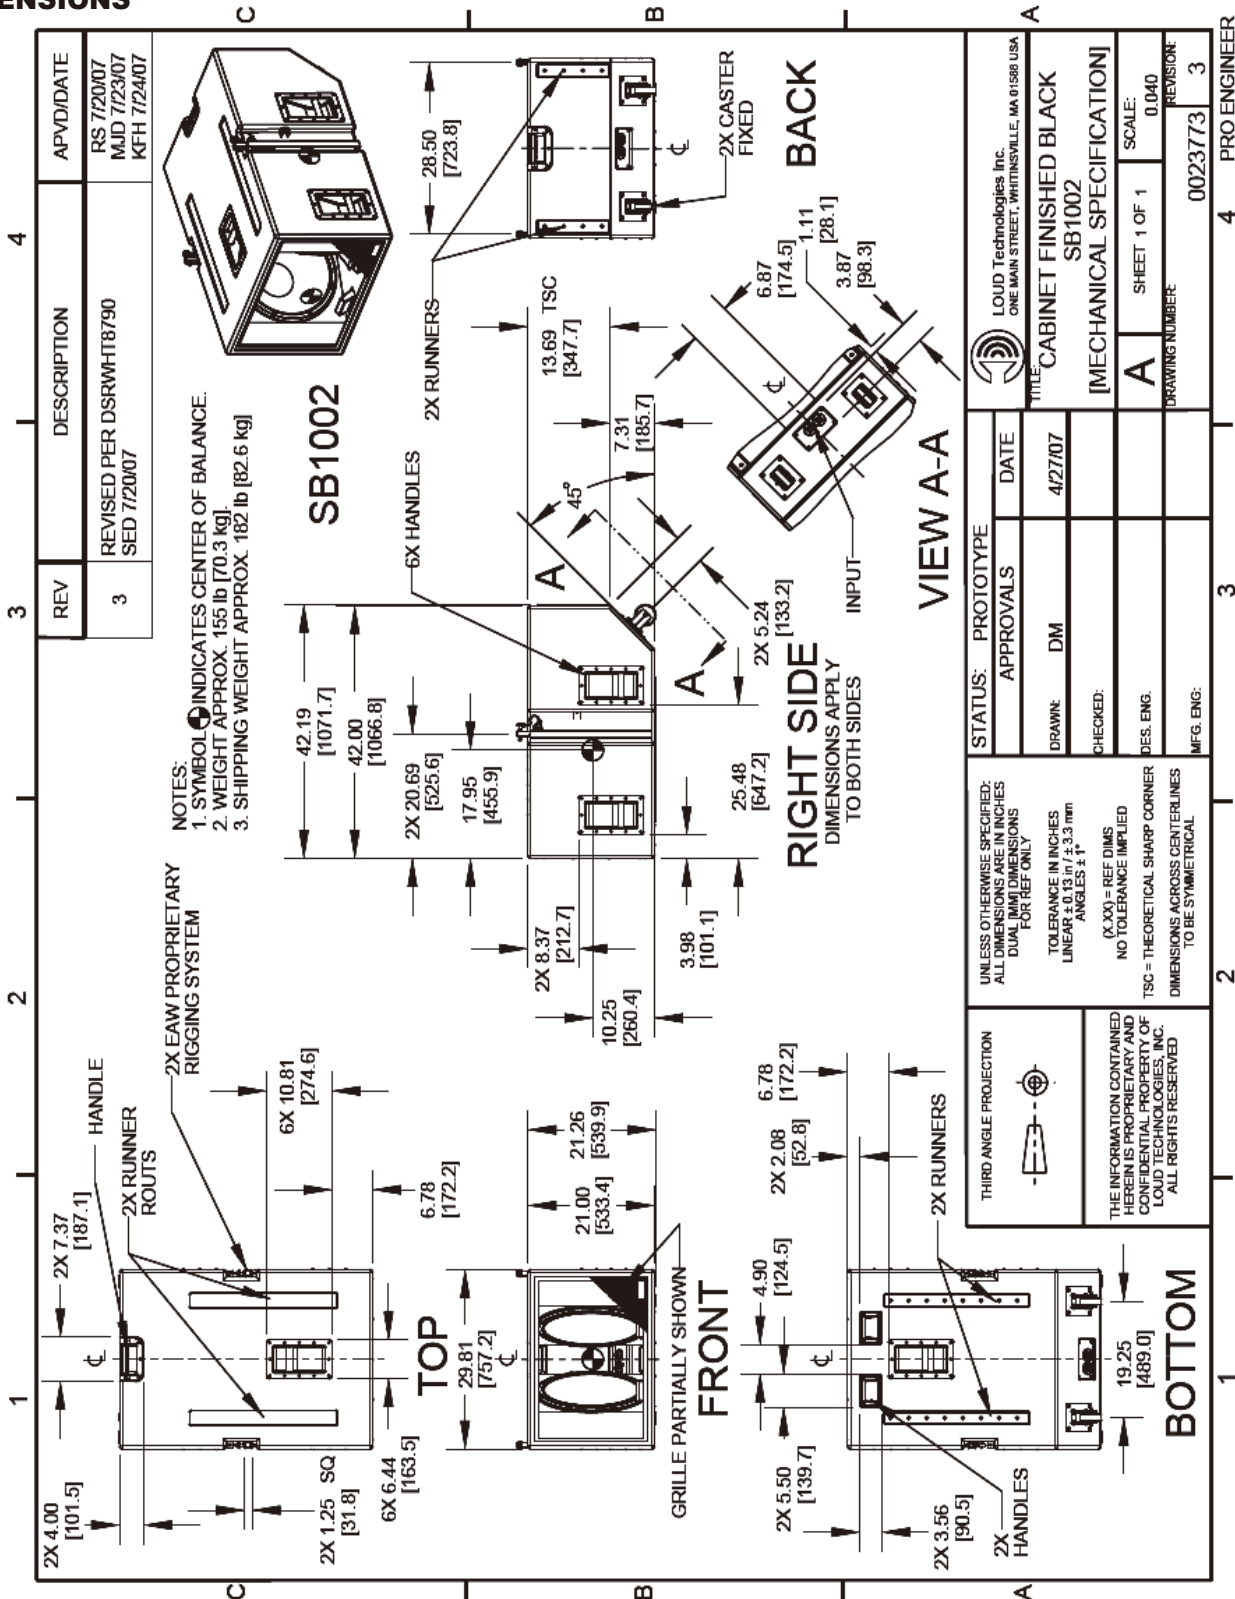 ENSIONS
REV
DESCRIPTION
APVD/DATE
3
REVISED PER DSRWHT8790
SED 7/20/07
RS 7/20/07
MJD 7/23/07
KFH 7/24/07
NOTES:
1. SYMBOL INDICATES CENTER OF BALANCE.
2. WEIGHT APPROX. 155 lb [70.3 kg].
3. SHIPPING WEIGHT APPROX. 182 lb [82.6 kg]
SB1002
1
2
3
4
C
B
A
2X 4.00
[101.5]
2X 7.37
[187.1]
HANDLE
2X RUNNER
ROUTS
2X EAW PROPRIETARY
RIGGING SYSTEM
6X 10.81
[274.6]
6.78
[172.2]
2X 1.25 SQ
[31.8]
6X 6.44
[163.5]
TOP
29.81
[757.2]
21.00
[533.4]
21.26
[539.9]
GRILLE PARTIALLY SHOWN
FRONT
42.19
[1071.7]
42.00
[1066.8]
2X 20.69
[525.6]
17.95
[455.9]
6X HANDLES
2X 8.37
[212.7]
10.25
[260.4]
3.98
[101.1]
25.48
[647.2]
2X 5.24
[133.2]
45°
7.31
[185.7]
13.69 TSC
[347.7]
A
A
RIGHT SIDE
DIMENSIONS APPLY
TO BOTH SIDES
28.50
[723.8]
2X RUNNERS
2X CASTER
FIXED
BACK
6.87
[174.5]
1.11
[28.1]
3.87
[98.3]
INPUT
VIEW A-A
2X 5.50
[139.7]
4.90
[124.5]
2X 2.08
[52.8]
6.78
[172.2]
2X RUNNERS
2X 3.56
[90.5]
2X
HANDLES
19.25
[489.0]
BOTTOM
THIRD ANGLE PROJECTION
THE INFORMATION CONTAINED
HEREIN IS PROPRIETARY AND
CONFIDENTIAL PROPERTY OF
LOUD TECHNOLOGIES, INC.
ALL RIGHTS RESERVED
UNLESS OTHERWISE SPECIFIED:
ALL DIMENSIONS ARE IN INCHES
DUAL [MM] DIMENSIONS
FOR REF ONLY
TOLERANCE IN INCHES
LINEAR ± 0.13 in / ± 3.3 mm
ANGLES ± 1°
(X.XX) = REF DIMS
NO TOLERANCE IMPLIED
TSC = THEORETICAL SHARP CORNER
DIMENSIONS ACROSS CENTERLINES
TO BE SYMMETRICAL
STATUS: PROTOTYPE
APPROVALS
DATE
DRAWN: DM
4/27/07
CHECKED:
DES. ENG.
MFG. ENG:
LOUD Technologies Inc.
ONE MAIN STREET, WHITINSVILLE, MA 01588 USA
TITLE:
CABINET FINISHED BLACK
SB1002
[MECHANICAL SPECIFICATION]
A
SHEET 1 OF 1
SCALE:
0.040
DRAWING NUMBER:
0023773
REVISION:
3
1
2
3
4
C
B
A
PRO ENGINEER